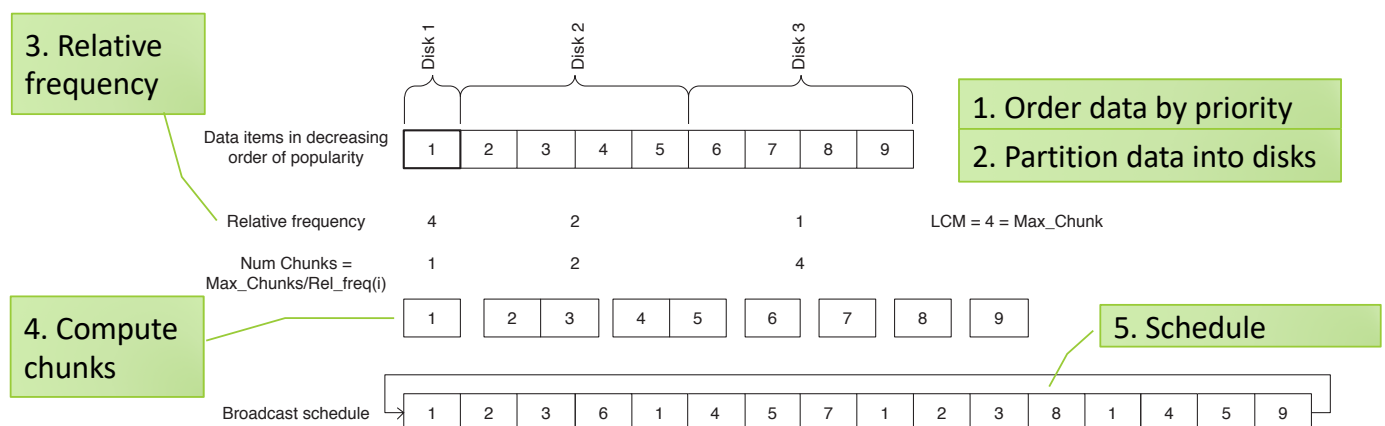 3. Relative
frequency
Disk 1
Disk 2
Disk 3
1. Order data by priority
2. Partition data into disks
Data items in decreasing
order of popularity
1 2 3 4 5 6 7 8 9
Relative frequency 4 2 1 LCM = 4 = Max_Chunk
Num Chunks =
Max_Chunks/Rel_freq(i)
1 2 4
4. Compute
chunks
1 2 3 4 5 6 7 8 9
5. Schedule
Broadcast schedule 1 2 3 6 1 4 5 7 1 2 3 8 1 4 5 9